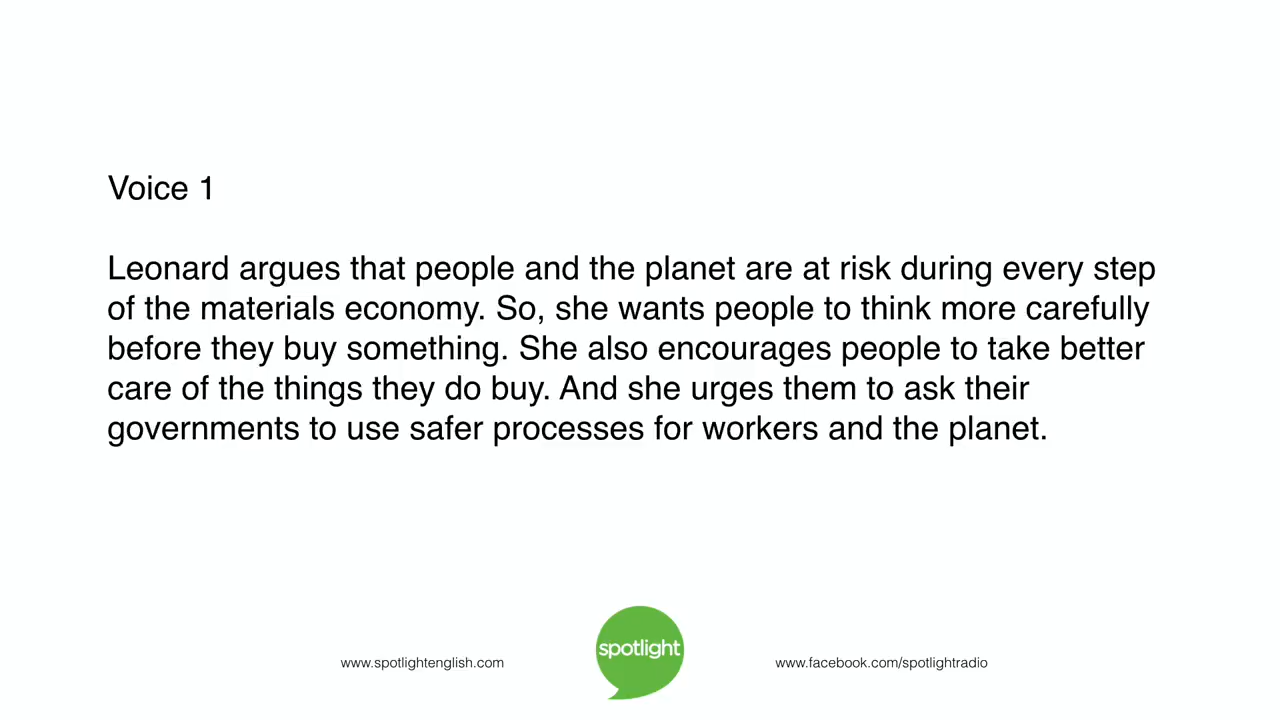 Voice 1
Leonard argues that people and the planet are at risk during every step
of the materials economy. So, she wants people to think more carefully
before they buy something. She also encourages people to take better
care of the things they do buy. And she urges them to ask their
governments to use safer processes for workers and the planet.
www.spotlightenglish.com
spotlight
www.facebook.com/spotlightradio